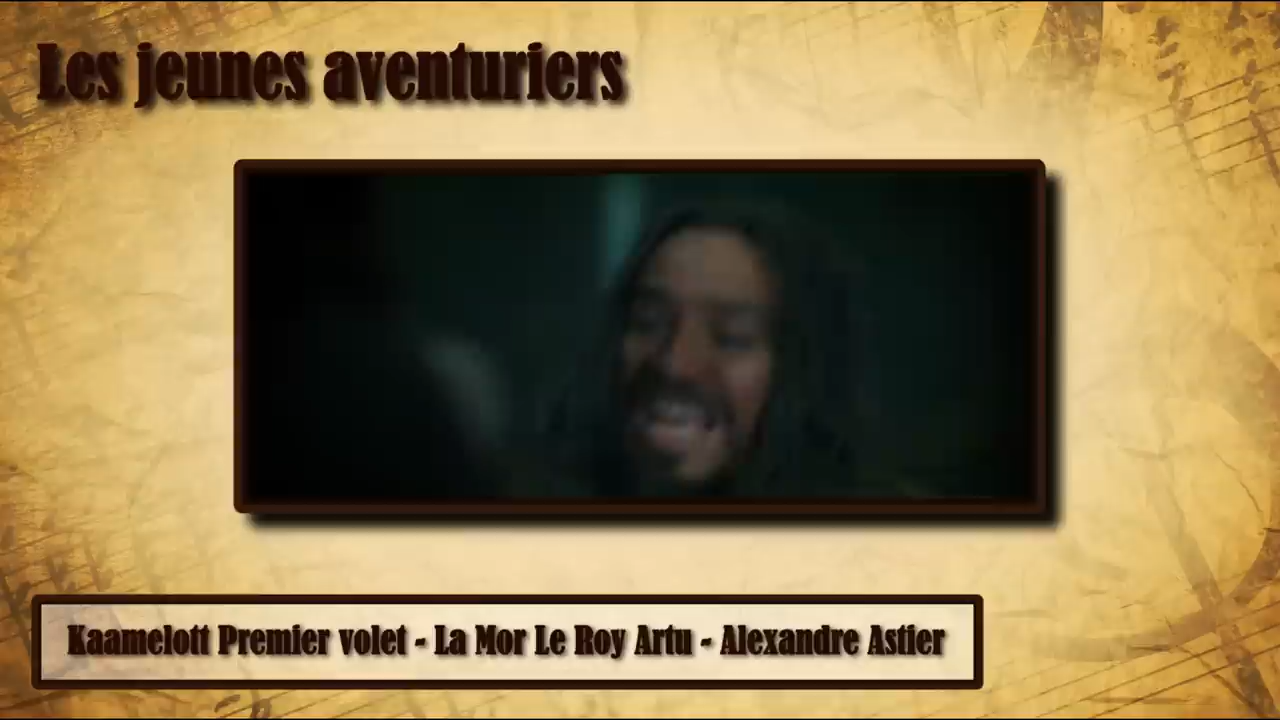 Les jeunes aventuriers
Kaamelott Premier volet - La Mor Le Roy Artu - Alexandre Astier